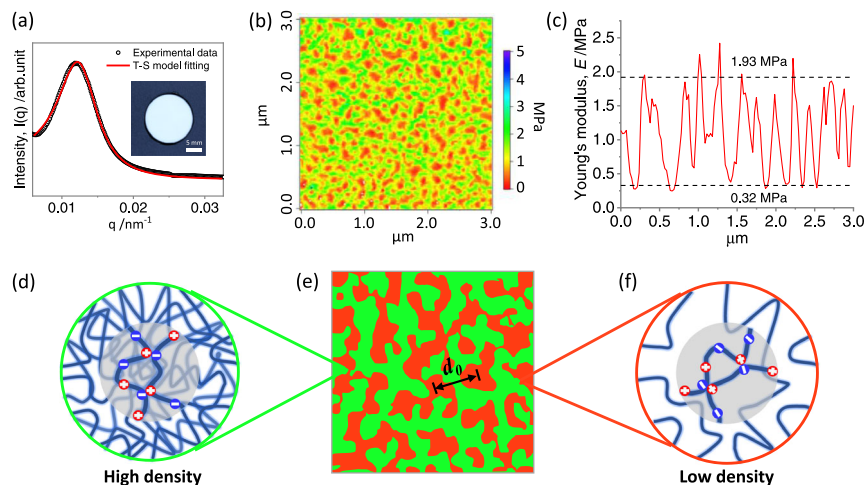 (a)
Intensity, I(q) /arb.unit
Experimental data
T-S model fitting
5 mm
0.01
0.02
0.03
q /nm⁻¹
(b)
3.0
2.0
1.0
0.0
μm
0.0
1.0
2.0
3.0
μm
5
4
3
2
1
0
MPa
(c)
Young's modulus, E /MPa
2.5
2.0
1.5
1.0
0.5
0.0
1.93 MPa
0.32 MPa
0.0
0.5
1.0
1.5
2.0
2.5
3.0
μm
(d)
High density
(e)
d₀
(f)
Low density